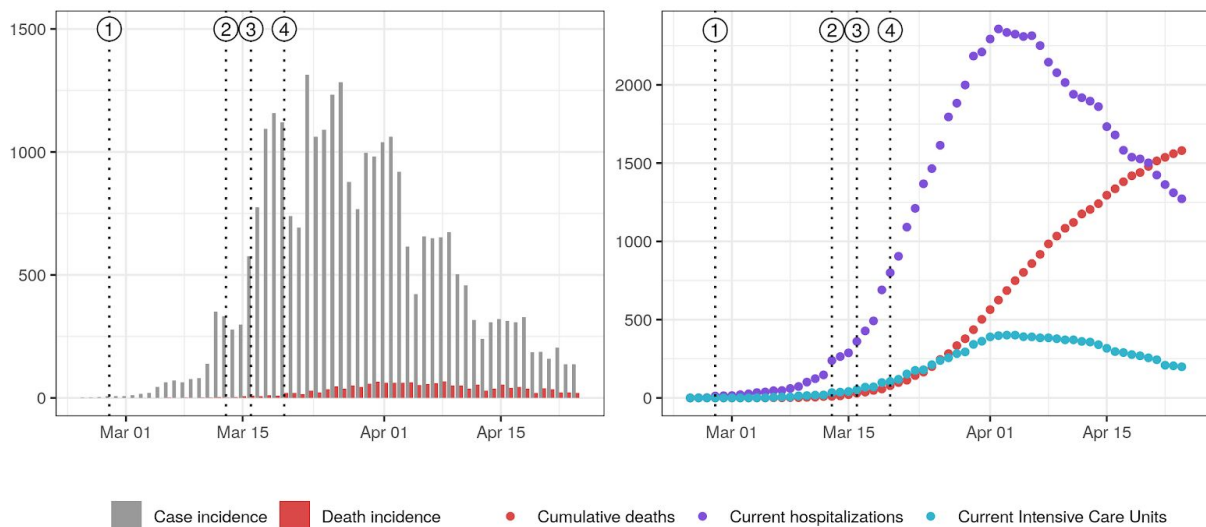 1500
1000
500
0
① ② ③ ④
Mar 01 Mar 15 Apr 01 Apr 15
2000
1500
1000
500
0
① ② ③ ④
Mar 01 Mar 15 Apr 01 Apr 15
Case incidence Death incidence Cumulative deaths Current hospitalizations Current Intensive Care Units